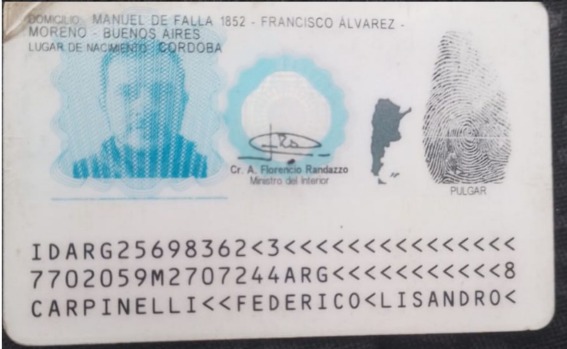 DOMICILIO: MANUEL DE FALLA 1852 - FRANCISCO ALVAREZ -
MORENO - BUENOS AIRES
LUGAR DE NACIMIENTO: CORDOBA
Cr. A. Florencio Randazzo
Ministro del Interior
PULGAR
IDARG25698362<3<<<<<<<<<<<<<<<
7702059M2707244ARG<<<<<<<<<<<8
CARPINELLI<<FEDERICO<LISANDRO<